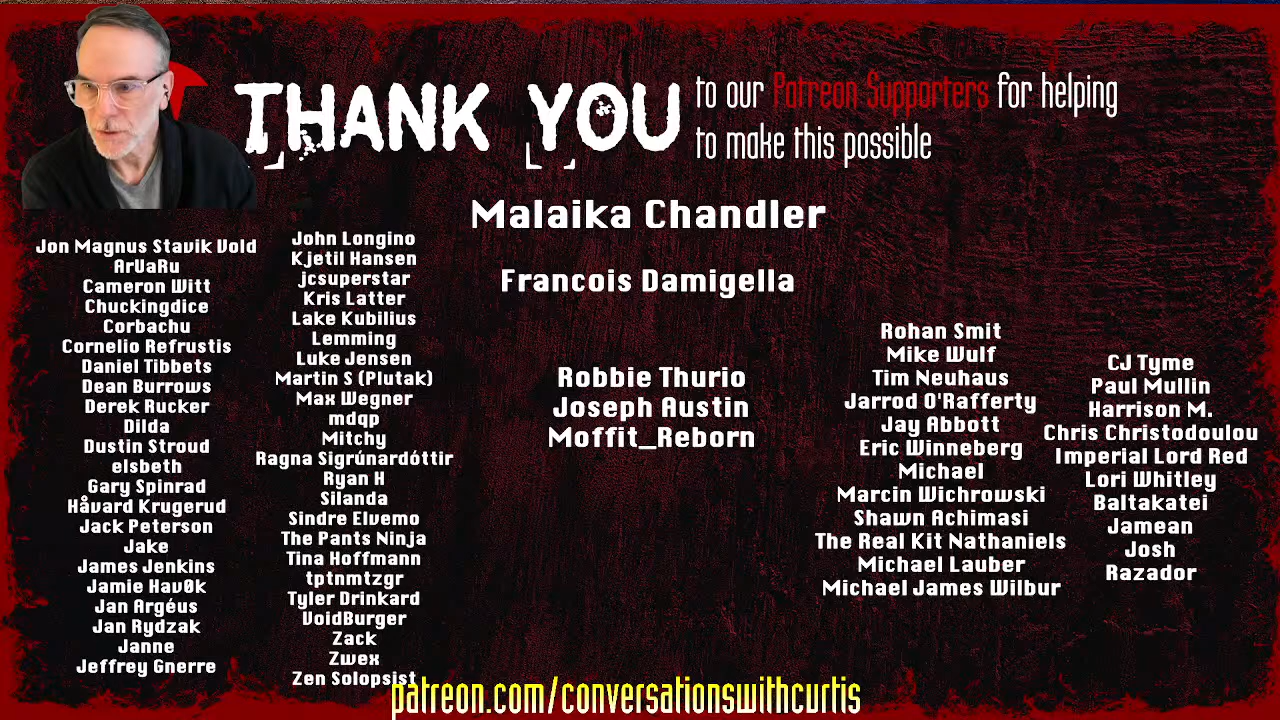 THANK YOU
to our Patreon Supporters for helping
to make this possible
Malaika Chandler
Francois Damigella
Robbie Thurio
Joseph Austin
Moffit_Reborn
Jon Magnus Stavik Vold
ArVaRu
Cameron Witt
Chuckingdice
Corbachu
Cornelio Refrustis
Daniel Tibbets
Dean Burrows
Derek Rucker
Dilda
Dustin Stroud
elsbeth
Gary Spinrad
Håvard Krugerud
Jack Peterson
Jake
James Jenkins
Jamie Hav0k
Jan Argéus
Jan Rydzak
Janne
Jeffrey Gnerre
John Longino
Kjetil Hansen
jcsuperstar
Kris Latter
Lake Kubilius
Lemming
Luke Jensen
Martin S (Plutak)
Max Wegner
mdqp
Mitchy
Ragna Sigrúnardóttir
Ryan H
Silanda
Sindre Elvemo
The Pants Ninja
Tina Hoffmann
tptnmtzgr
Tyler Drinkard
VoidBurger
Zack
Zwex
Zen Solopsist
Rohan Smit
Mike Wulf
Tim Neuhaus
Jarrod O'Rafferty
Jay Abbott
Eric Winneberg
Michael
Marcin Wichrowski
Shawn Achimasi
The Real Kit Nathaniels
Michael Lauber
Michael James Wilbur
CJ Tyme
Paul Mullin
Harrison M.
Chris Christodoulou
Imperial Lord Red
Lori Whitley
Baltakatei
Jamean
Josh
Razador
patreon.com/conversationswithcurtis